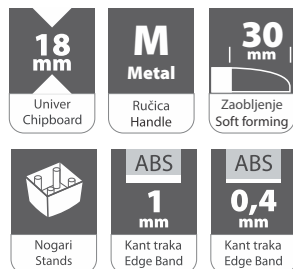 18
mm
Univer
Chipboard
M
Metal
Ručica
Handle
30
mm
Zaobljenje
Soft forming
Nogari
Stands
ABS
1
mm
Kant traka
Edge Band
ABS
0,4
mm
Kant traka
Edge Band